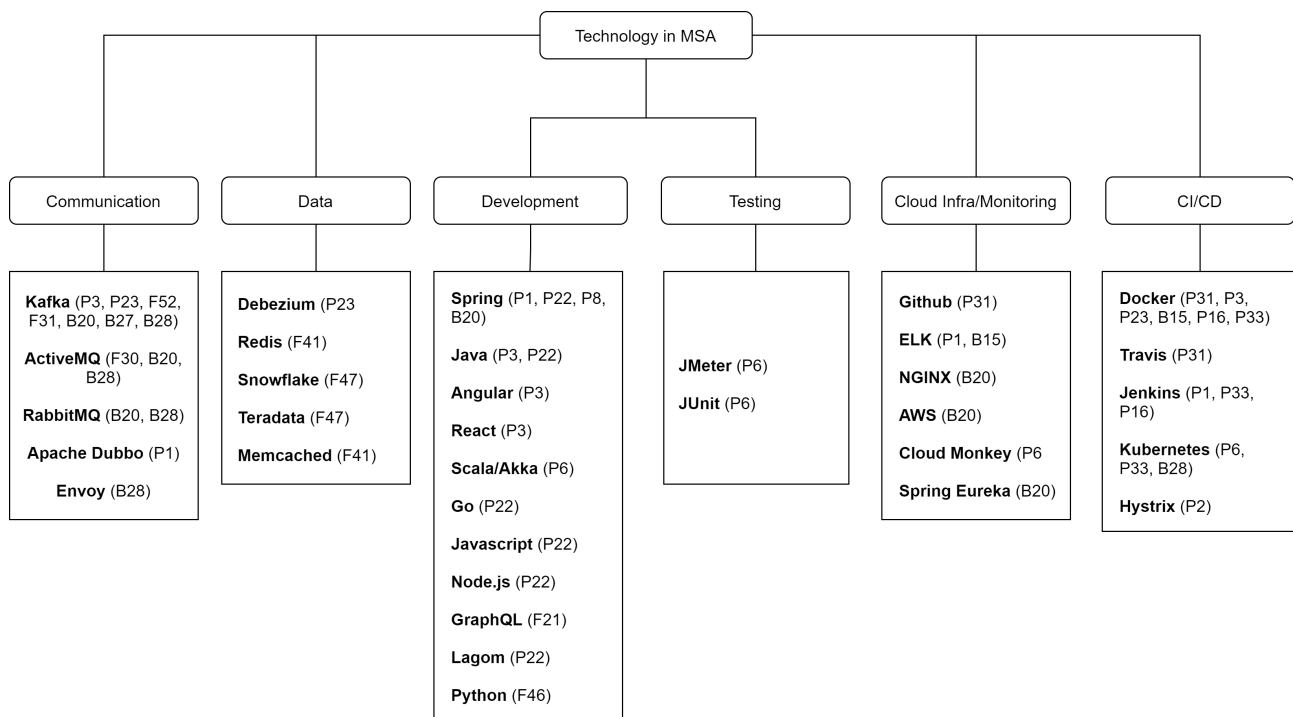 Technology in MSA
Communication
Data
Development
Testing
Cloud Infra/Monitoring
CI/CD
Kafka (P3, P23, F52,
F31, B20, B27, B28)
ActiveMQ (F30, B20,
B28)
RabbitMQ (B20, B28)
Apache Dubbo (P1)
Envoy (B28)
Debezium (P23
Redis (F41)
Snowflake (F47)
Teradata (F47)
Memcached (F41)
Spring (P1, P22, P8,
B20)
Java (P3, P22)
Angular (P3)
React (P3)
Scala/Akka (P6)
Go (P22)
Javascript (P22)
Node.js (P22)
GraphQL (F21)
Lagom (P22)
Python (F46)
JMeter (P6)
JUnit (P6)
Github (P31)
ELK (P1, B15)
NGINX (B20)
AWS (B20)
Cloud Monkey (P6
Spring Eureka (B20)
Docker (P31, P3,
P23, B15, P16, P33)
Travis (P31)
Jenkins (P1, P33,
P16)
Kubernetes (P6,
P33, B28)
Hystrix (P2)